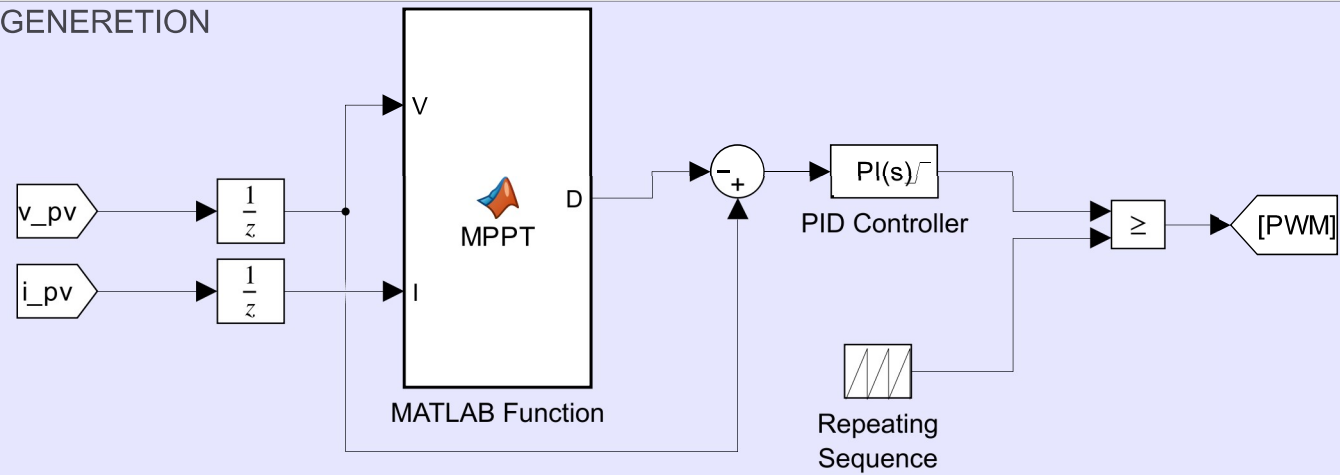 GENERETION
V
v_pv
1
z
MPPT
D
-
+
PI(s)
PID Controller
≥
[PWM]
i_pv
1
z
I
MATLAB Function
Repeating
Sequence